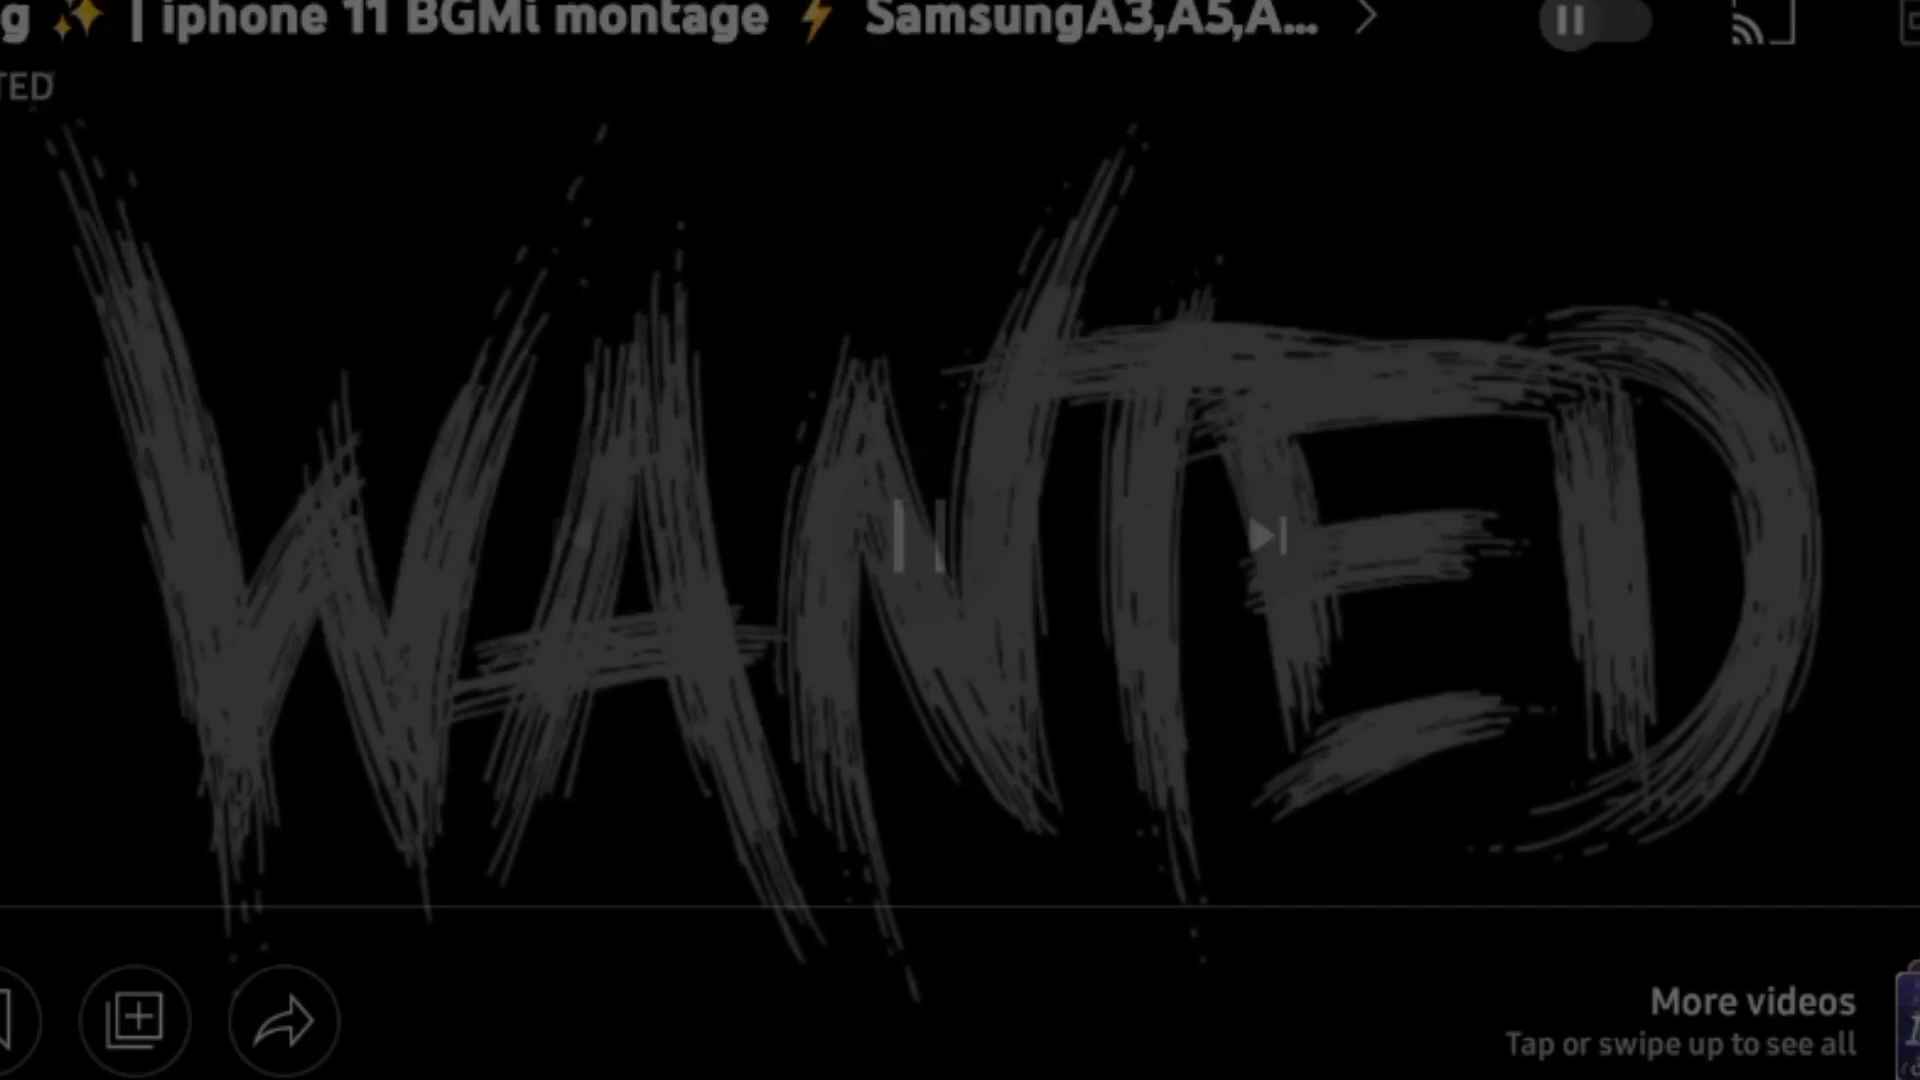 g ✨ | iphone 11 BGMi montage ⚡ SamsungA3,A5,A...
TED
WANTED
More videos
Tap or swipe up to see all